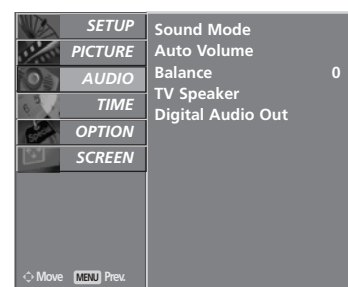 SETUP
PICTURE
AUDIO
TIME
OPTION
SCREEN
Move MENU Prev.
Sound Mode
Auto Volume
Balance 0
TV Speaker
Digital Audio Out